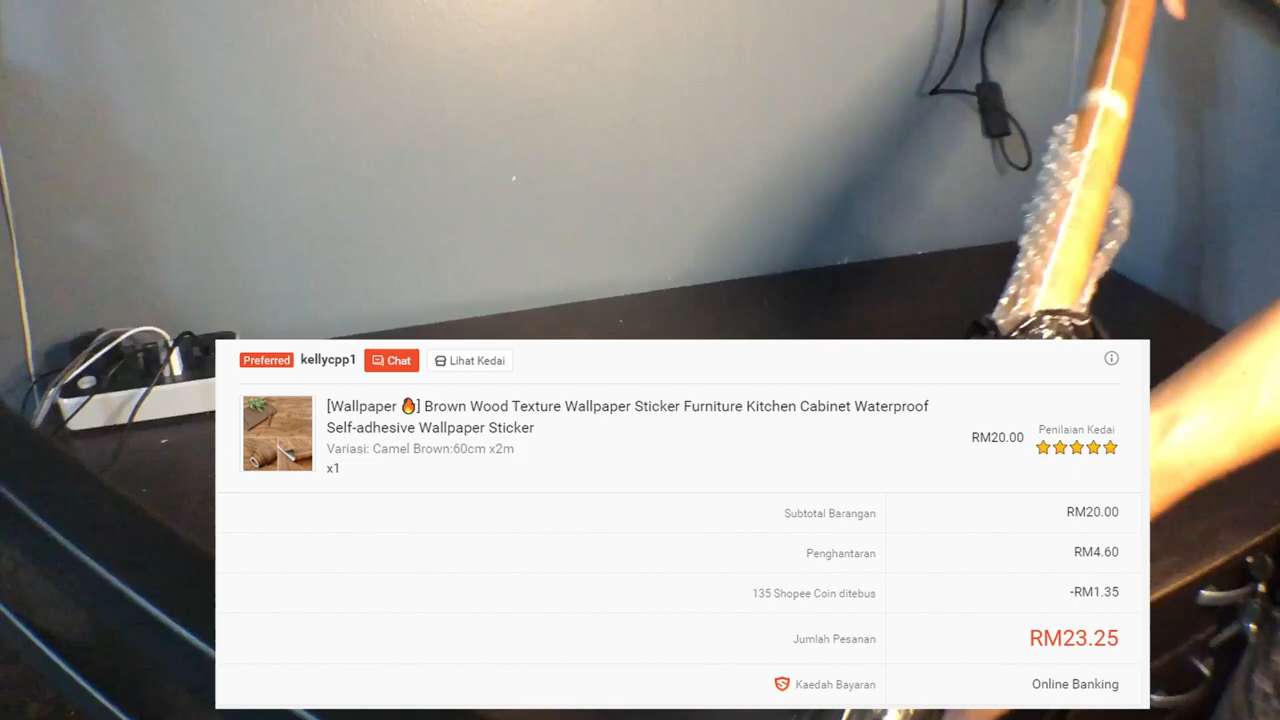 Preferred kellycpp1 Chat Lihat Kedai
[Wallpaper 🔥] Brown Wood Texture Wallpaper Sticker Furniture Kitchen Cabinet Waterproof
Self-adhesive Wallpaper Sticker
Variasi: Camel Brown:60cm x2m
x1
RM20.00
Penilaian Kedai
Subtotal Barangan RM20.00
Penghantaran RM4.60
135 Shopee Coin ditebus -RM1.35
Jumlah Pesanan RM23.25
Kaedah Bayaran Online Banking